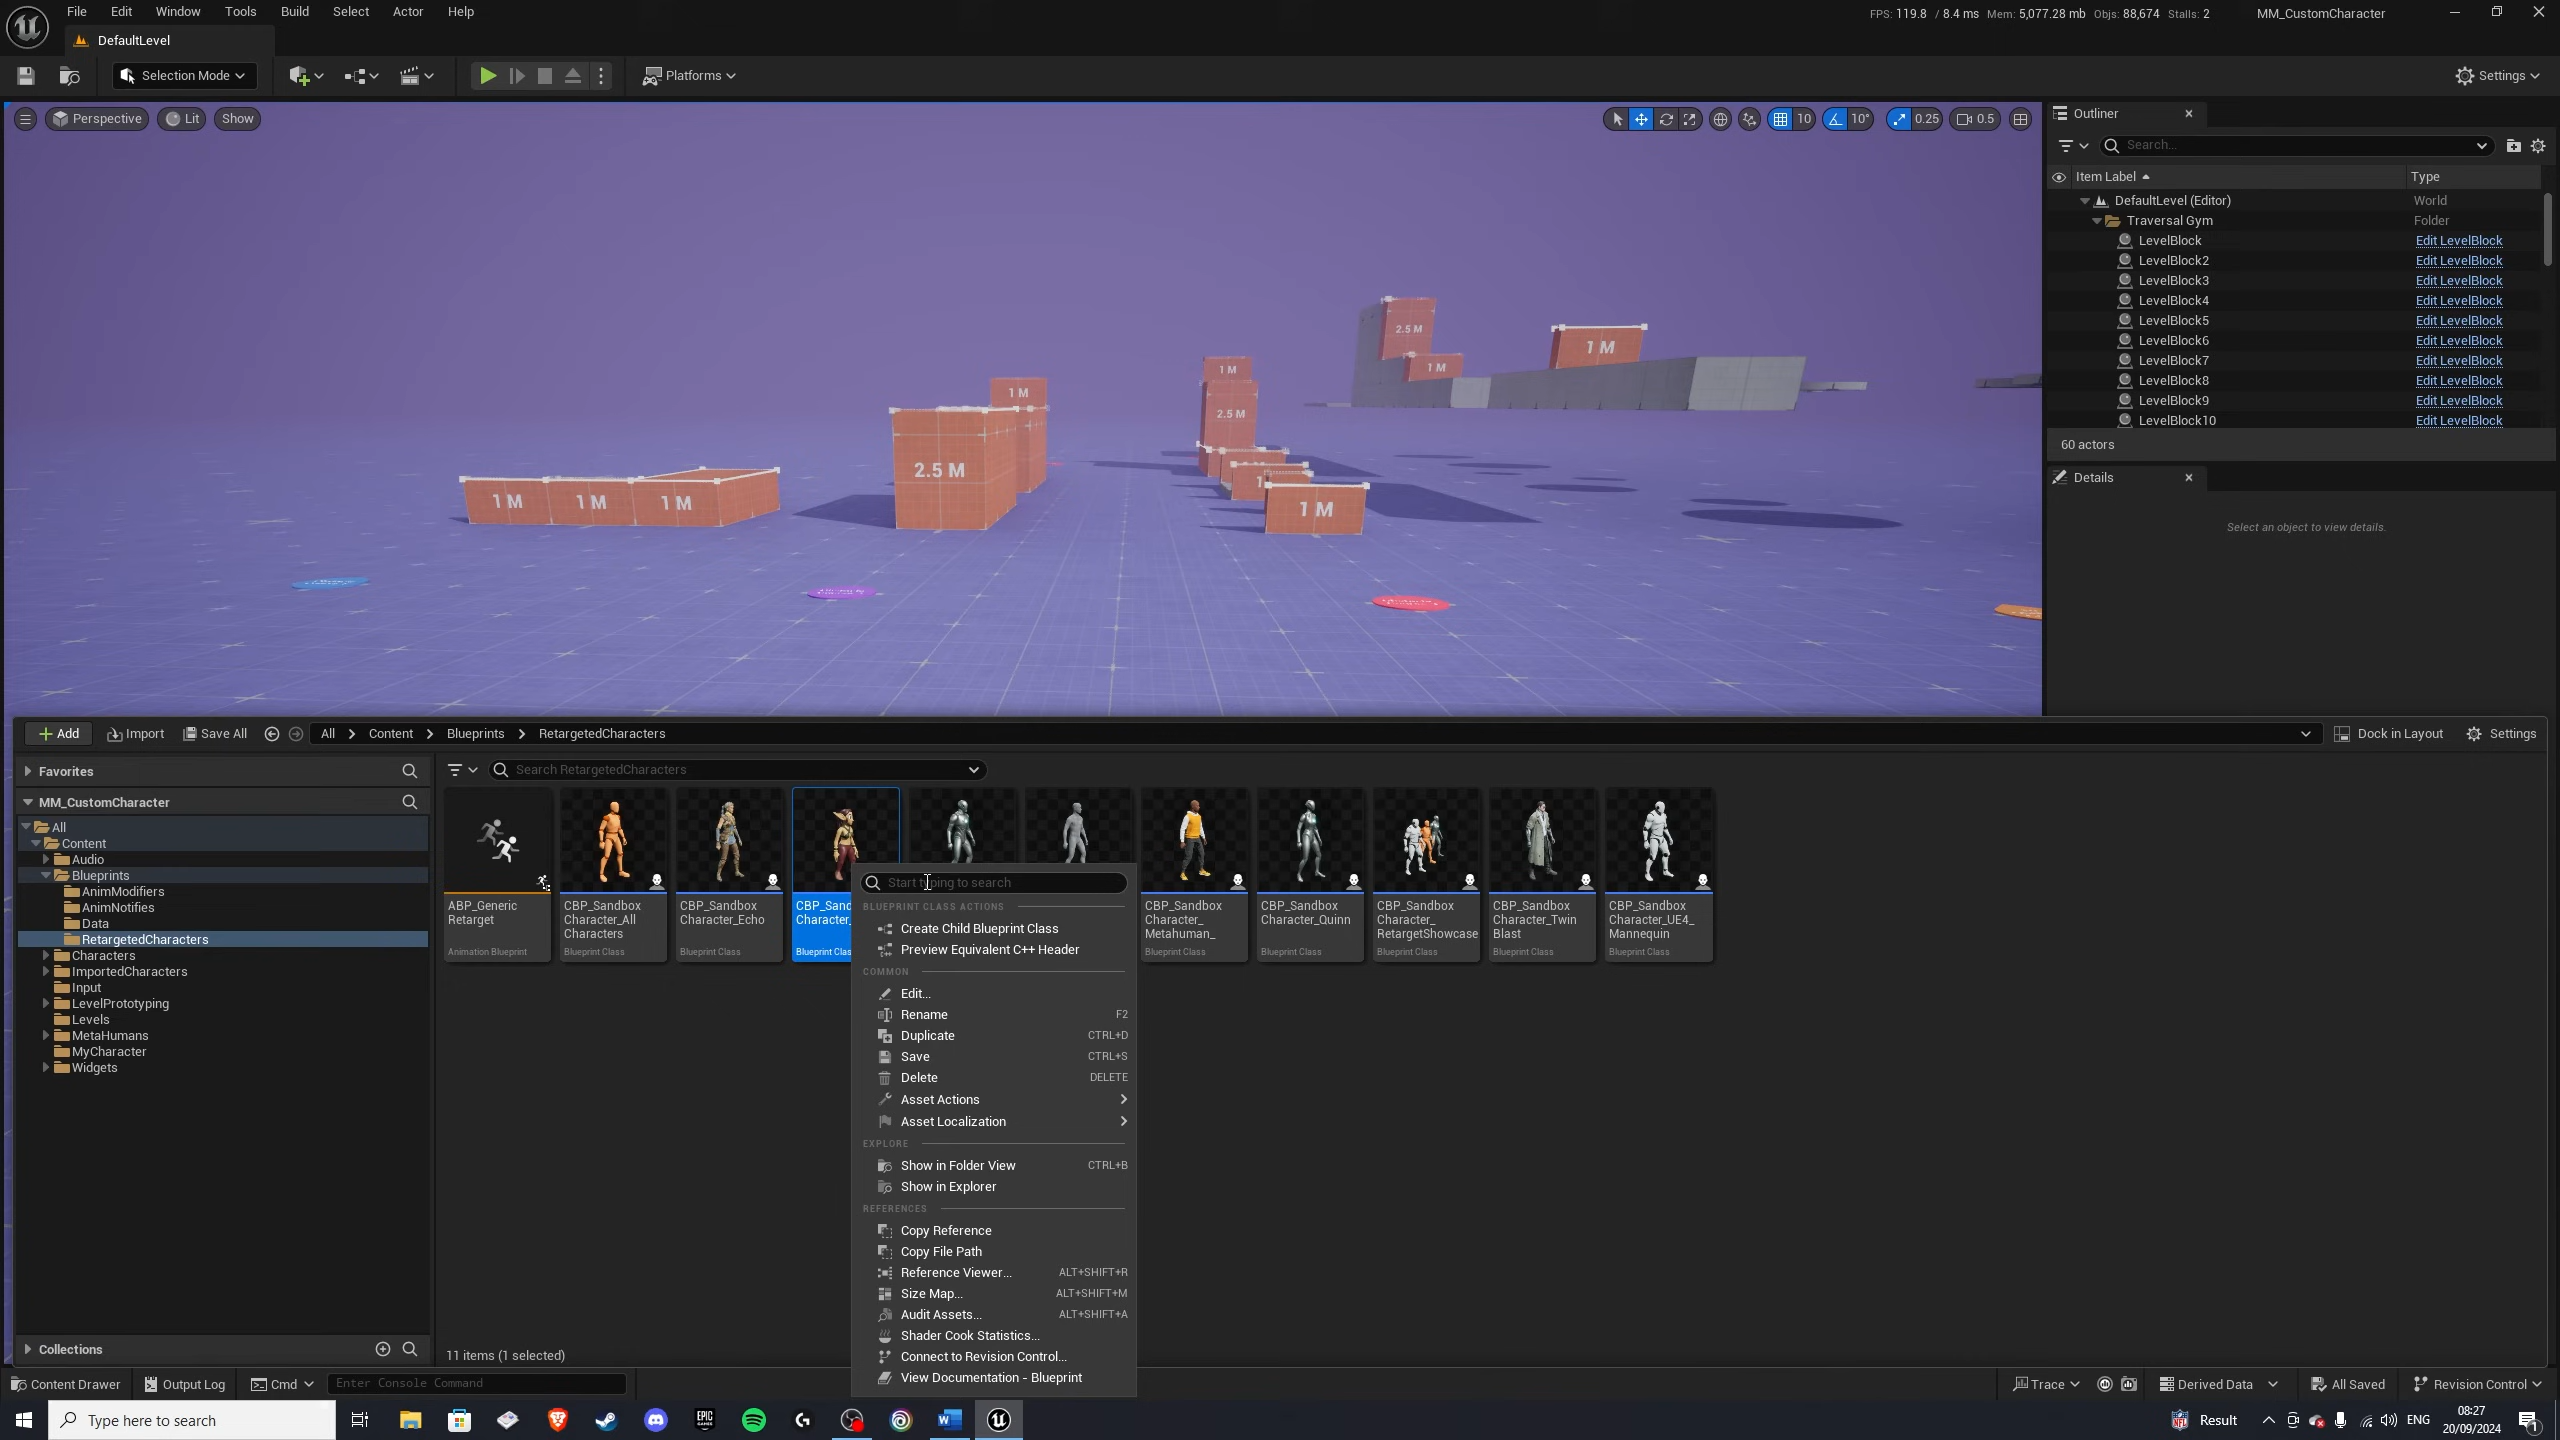 File Edit Window Tools Build Select Actor Help
FPS: 119.8 / 8.4 ms Mem: 5,077.28 mb Objs: 88,674 Stalls: 2 MM_CustomCharacter
DefaultLevel
Selection Mode
Platforms
Settings
Perspective Lit Show
10 10° 0.25 0.5
Outliner
Search...
Item Label Type
DefaultLevel (Editor) World
Traversal Gym Folder
LevelBlock Edit LevelBlock
LevelBlock2 Edit LevelBlock
LevelBlock3 Edit LevelBlock
LevelBlock4 Edit LevelBlock
LevelBlock5 Edit LevelBlock
LevelBlock6 Edit LevelBlock
LevelBlock7 Edit LevelBlock
LevelBlock8 Edit LevelBlock
LevelBlock9 Edit LevelBlock
LevelBlock10 Edit LevelBlock
60 actors
Details
Select an object to view details.
2.5 M
1 M
1 M
1 M
1 M
2.5 M
1 M
2.5 M
1 M 1 M 1 M
1 M
Add Import Save All All Content Blueprints RetargetedCharacters
Dock in Layout Settings
Favorites
MM_CustomCharacter
All
Content
Audio
Blueprints
AnimModifiers
AnimNotifies
Data
RetargetedCharacters
Characters
ImportedCharacters
Input
LevelPrototyping
Levels
MetaHumans
MyCharacter
Widgets
Collections
Search RetargetedCharacters
ABP_Generic
Retarget
Animation Blueprint
CBP_Sandbox
Character_All
Characters
Blueprint Class
CBP_Sandbox
Character_Echo
Blueprint Class
CBP_Sand
Character_
Blueprint Clas
CBP_Sandbox
Character_
Metahuman_
Blueprint Class
CBP_Sandbox
Character_Quinn
Blueprint Class
CBP_Sandbox
Character_
RetargetShowcase
Blueprint Class
CBP_Sandbox
Character_Twin
Blast
Blueprint Class
CBP_Sandbox
Character_UE4_
Mannequin
Blueprint Class
Start typing to search
BLUEPRINT CLASS ACTIONS
Create Child Blueprint Class
Preview Equivalent C++ Header
COMMON
Edit...
Rename F2
Duplicate CTRL+D
Save CTRL+S
Delete DELETE
Asset Actions
Asset Localization
EXPLORE
Show in Folder View CTRL+B
Show in Explorer
REFERENCES
Copy Reference
Copy File Path
Reference Viewer... ALT+SHIFT+R
Size Map... ALT+SHIFT+M
Audit Assets... ALT+SHIFT+A
Shader Cook Statistics...
Connect to Revision Control...
View Documentation - Blueprint
11 items (1 selected)
Content Drawer Output Log Cmd Enter Console Command
Trace Derived Data All Saved Revision Control
Type here to search
EPIC GAMES
Result
ENG
08:27
20/09/2024
1